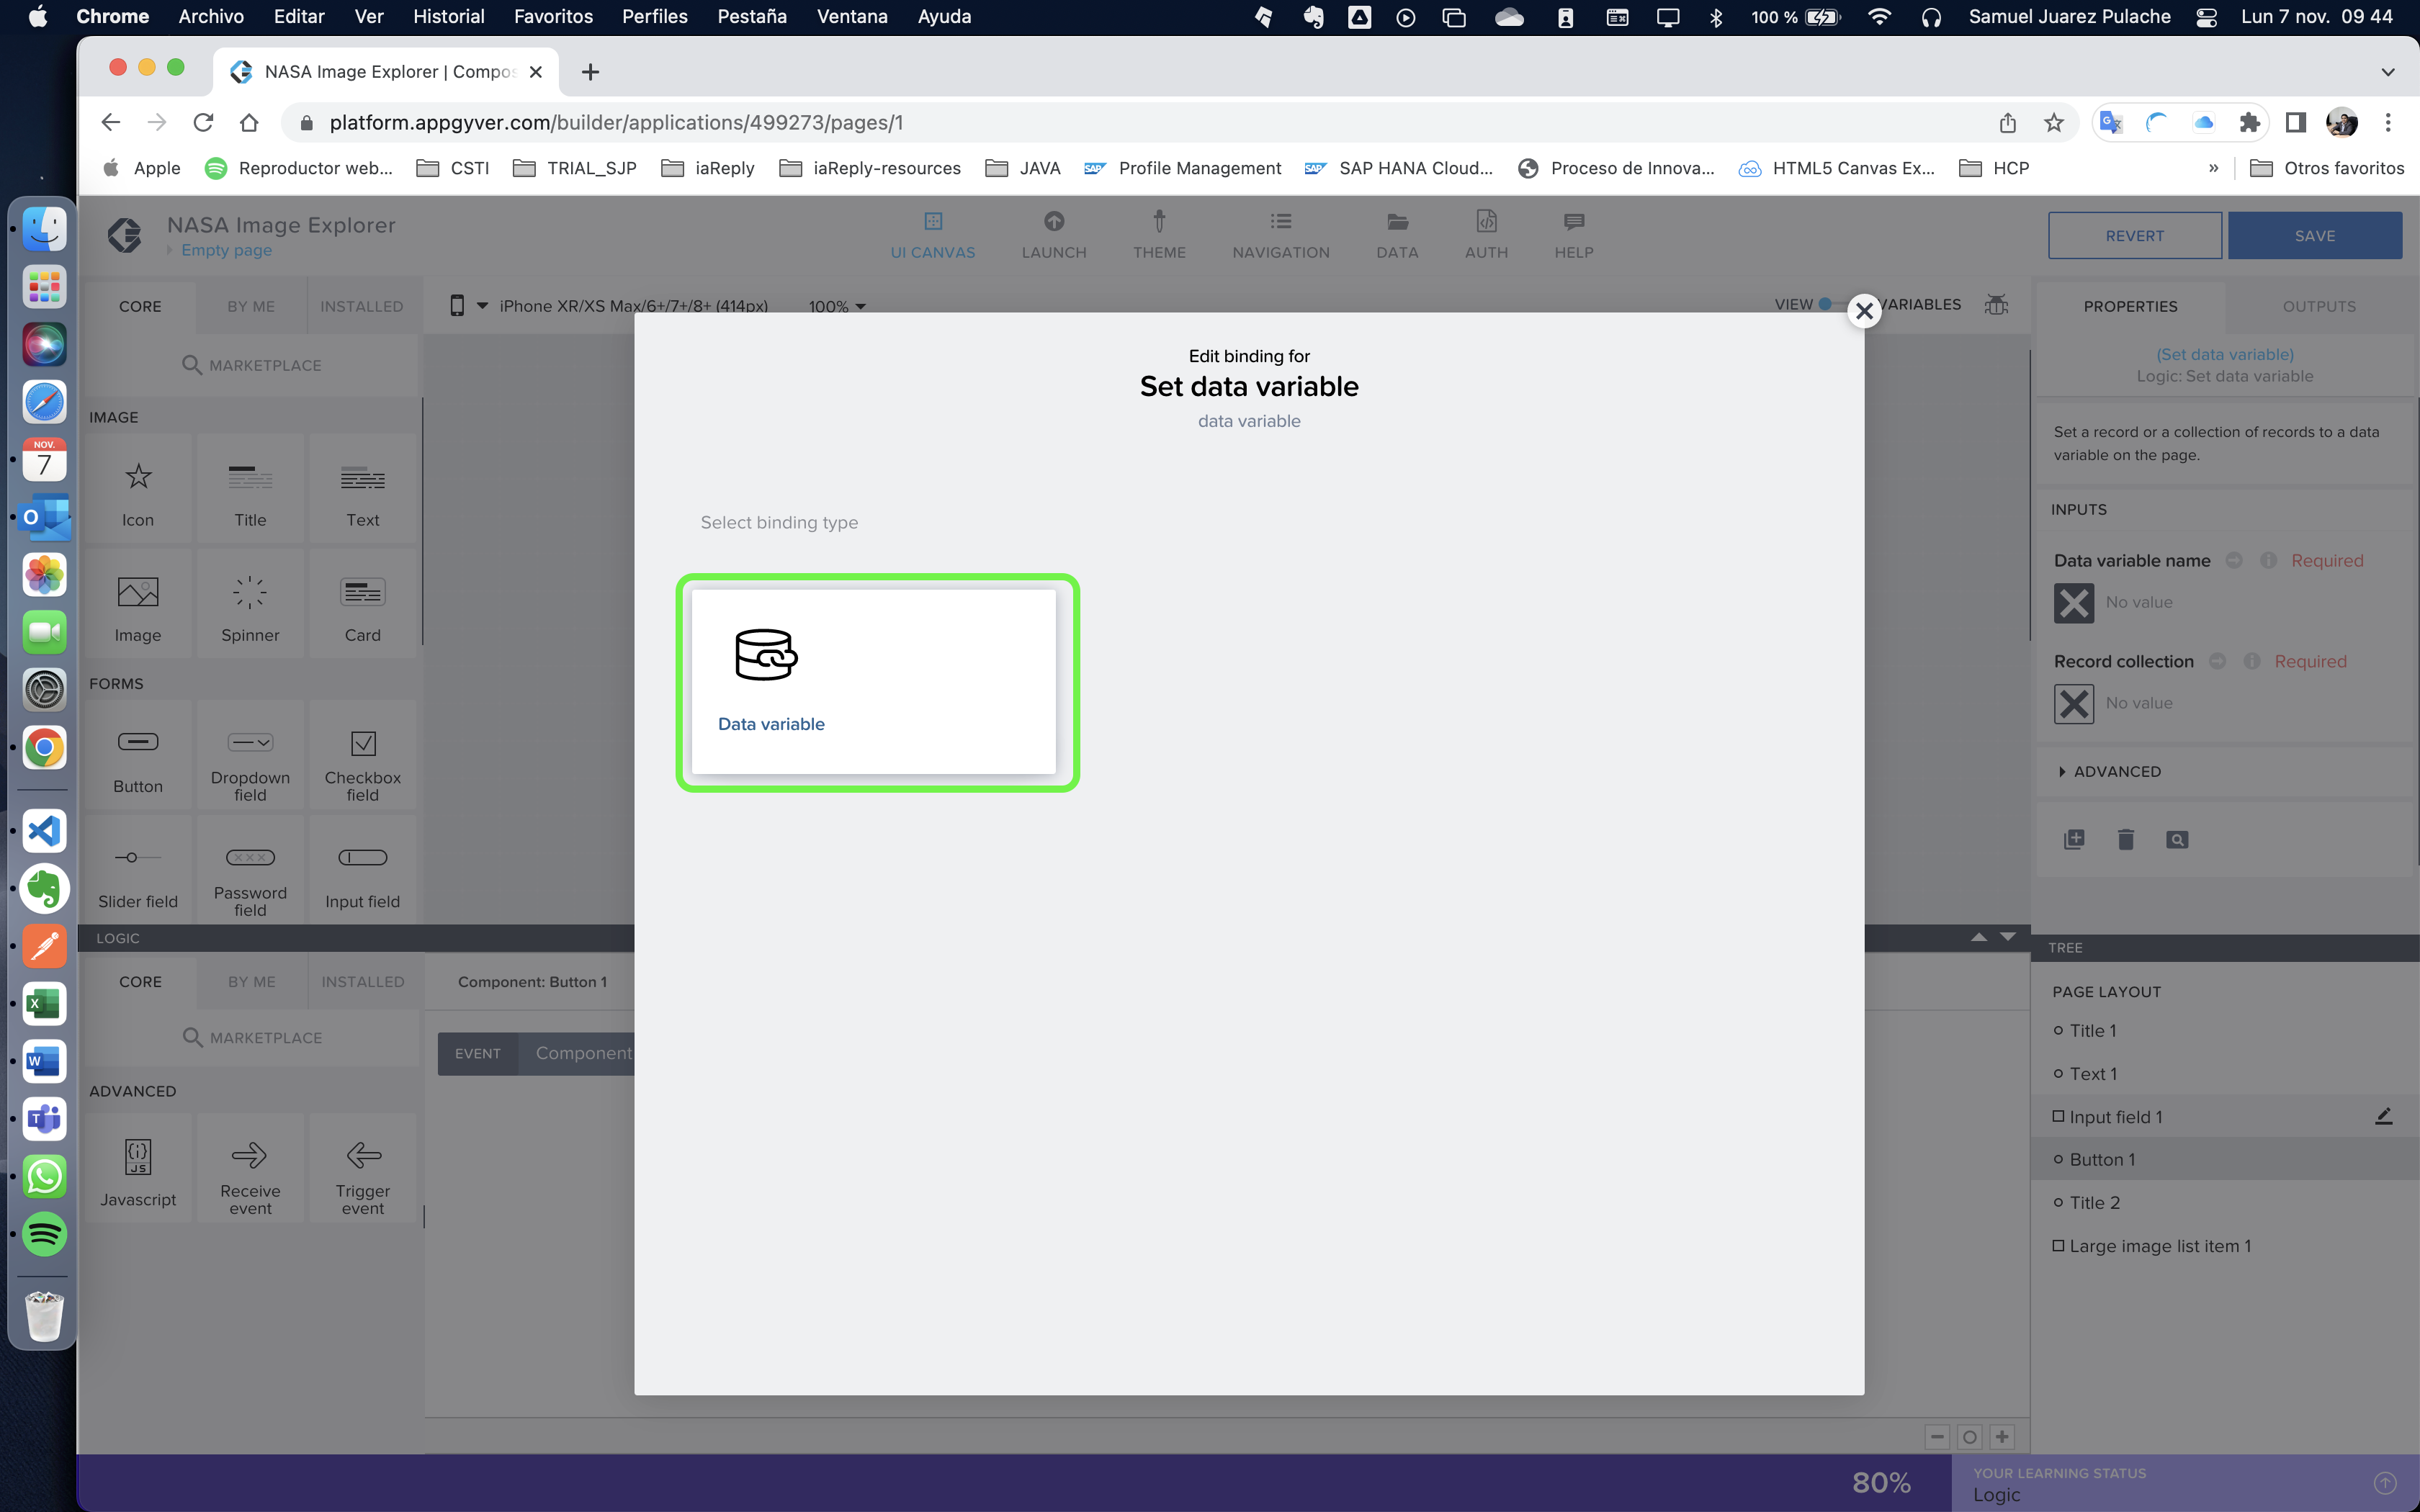 Chrome Archivo Editar Ver Historial Favoritos Perfiles Pestaña Ventana Ayuda 100 % Samuel Juarez Pulache Lun 7 nov. 09 44
NASA Image Explorer | Compos
platform.appgyver.com/builder/applications/499273/pages/1
Apple Reproductor web... CSTI TRIAL_SJP iaReply iaReply-resources JAVA SAP Profile Management SAP SAP HANA Cloud... Proceso de Innova... HTML5 Canvas Ex... HCP » Otros favoritos
NASA Image Explorer
Empty page
UI CANVAS LAUNCH THEME NAVIGATION DATA AUTH HELP
REVERT SAVE
CORE BY ME INSTALLED
iPhone XR/XS Max/6+/7+/8+ (414px) 100%
VIEW VARIABLES
PROPERTIES OUTPUTS
MARKETPLACE
(Set data variable)
Logic: Set data variable
Edit binding for
Set data variable
data variable
Select binding type
Data variable
Set a record or a collection of records to a data
variable on the page.
INPUTS
Data variable name Required
No value
Record collection Required
No value
ADVANCED
IMAGE
Icon Title Text
Image Spinner Card
FORMS
Button Dropdown field Checkbox field
Slider field Password field Input field
LOGIC
CORE BY ME INSTALLED
Component: Button 1
MARKETPLACE
EVENT Component
ADVANCED
JS
Javascript Receive event Trigger event
TREE
PAGE LAYOUT
Title 1
Text 1
Input field 1
Button 1
Title 2
Large image list item 1
80%
YOUR LEARNING STATUS
Logic
NOV.
7